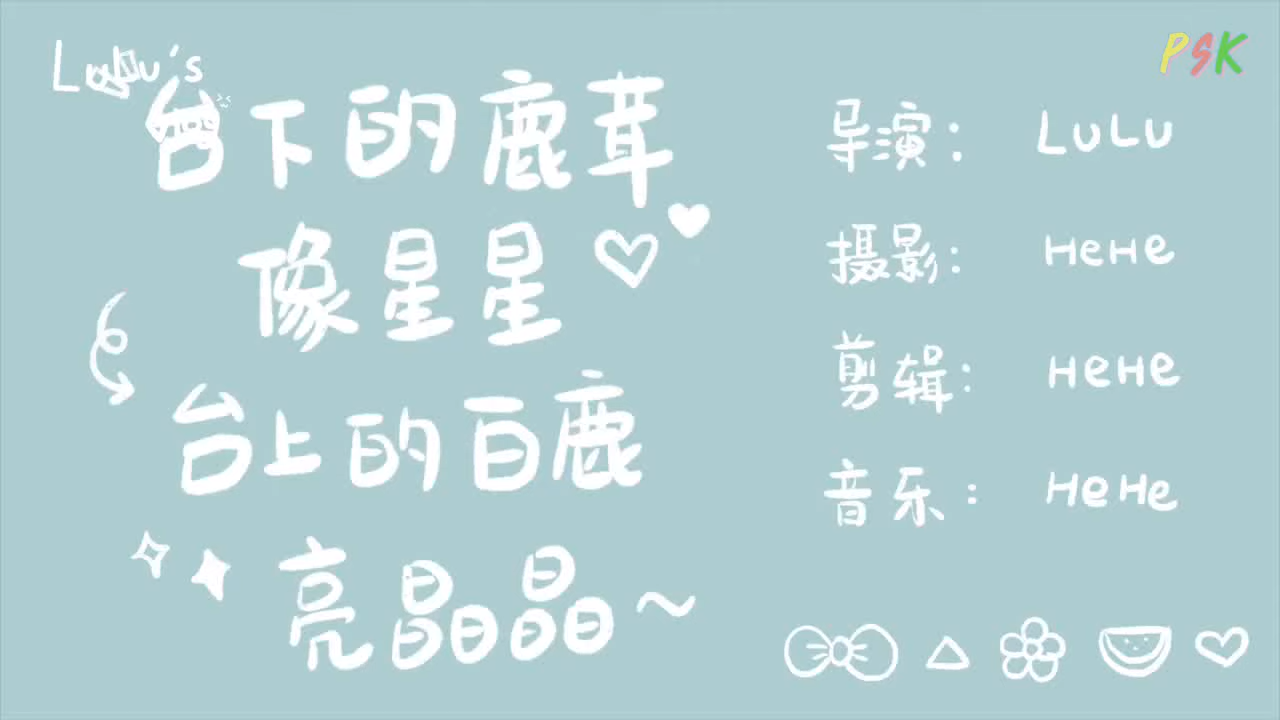 LuLu's
台下的鹿茸
像星星
台上的白鹿
亮晶晶~
PSK
导演: LULU
摄影: HeHe
剪辑: HeHe
音乐: HeHe